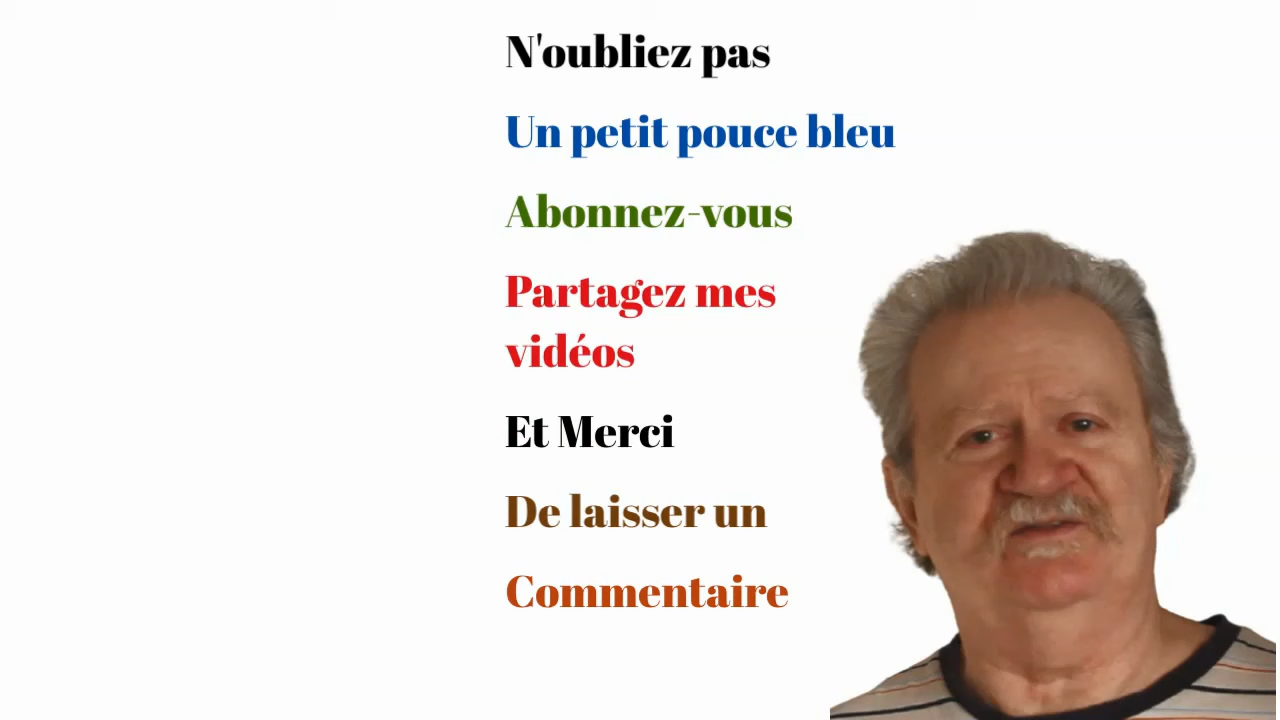 N'oubliez pas
Un petit pouce bleu
Abonnez-vous
Partagez mes
vidéos
Et Merci
De laisser un
Commentaire